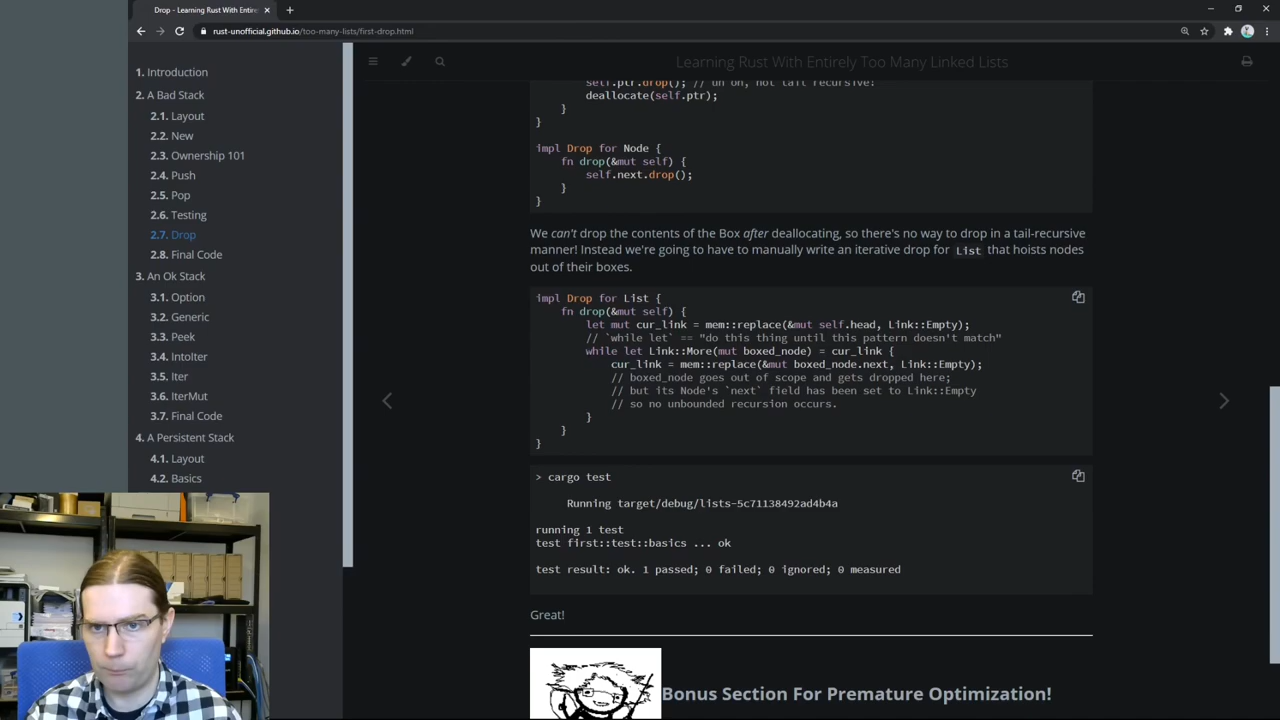 Drop - Learning Rust With Entire
rust-unofficial.github.io/too-many-lists/first-drop.html
Learning Rust With Entirely Too Many Linked Lists
1. Introduction
2. A Bad Stack
2.1. Layout
2.2. New
2.3. Ownership 101
2.4. Push
2.5. Pop
2.6. Testing
2.7. Drop
2.8. Final Code
3. An Ok Stack
3.1. Option
3.2. Generic
3.3. Peek
3.4. IntoIter
3.5. Iter
3.6. IterMut
3.7. Final Code
4. A Persistent Stack
4.1. Layout
4.2. Basics
self.ptr.drop(); // uh oh, not tail recursive!
deallocate(self.ptr);
}
}
impl Drop for Node {
fn drop(&mut self) {
self.next.drop();
}
}
We can't drop the contents of the Box after deallocating, so there's no way to drop in a tail-recursive
manner! Instead we're going to have to manually write an iterative drop for List that hoists nodes
out of their boxes.
impl Drop for List {
fn drop(&mut self) {
let mut cur_link = mem::replace(&mut self.head, Link::Empty);
// `while let` == "do this thing until this pattern doesn't match"
while let Link::More(mut boxed_node) = cur_link {
cur_link = mem::replace(&mut boxed_node.next, Link::Empty);
// boxed_node goes out of scope and gets dropped here;
// but its Node's `next` field has been set to Link::Empty
// so no unbounded recursion occurs.
}
}
}
> cargo test
Running target/debug/lists-5c71138492ad4b4a
running 1 test
test first::test::basics ... ok
test result: ok. 1 passed; 0 failed; 0 ignored; 0 measured
Great!
Bonus Section For Premature Optimization!